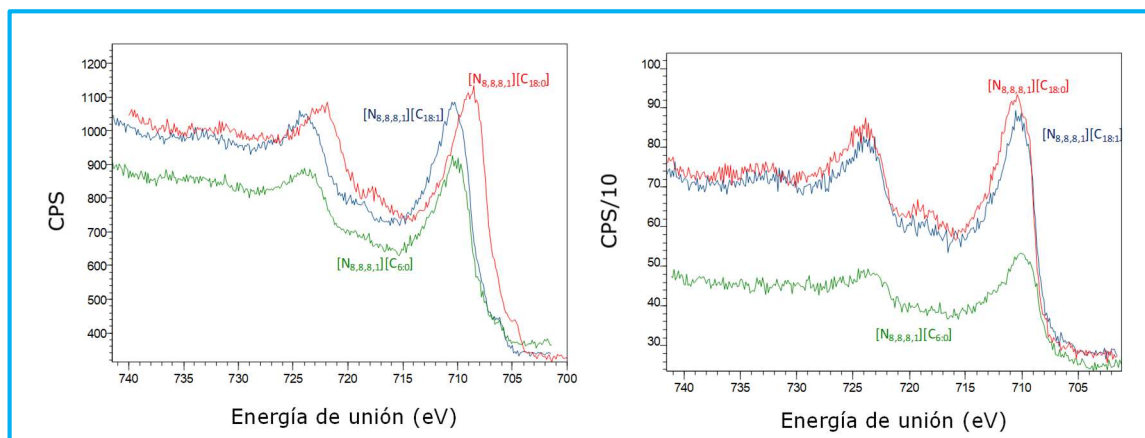 1200
1100
1000
900
800
700
600
500
400
CPS
[N8,8,8,1][C18:0]
[N8,8,8,1][C18:1]
[N8,8,8,1][C6:0]
740 735 730 725 720 715 710 705 700
Energía de unión (eV)
100
90
80
70
60
50
40
30
CPS/10
[N8,8,8,1][C18:0]
[N8,8,8,1][C18:1.
[N8,8,8,1][C6:0]
740 735 730 725 720 715 710 705
Energía de unión (eV)